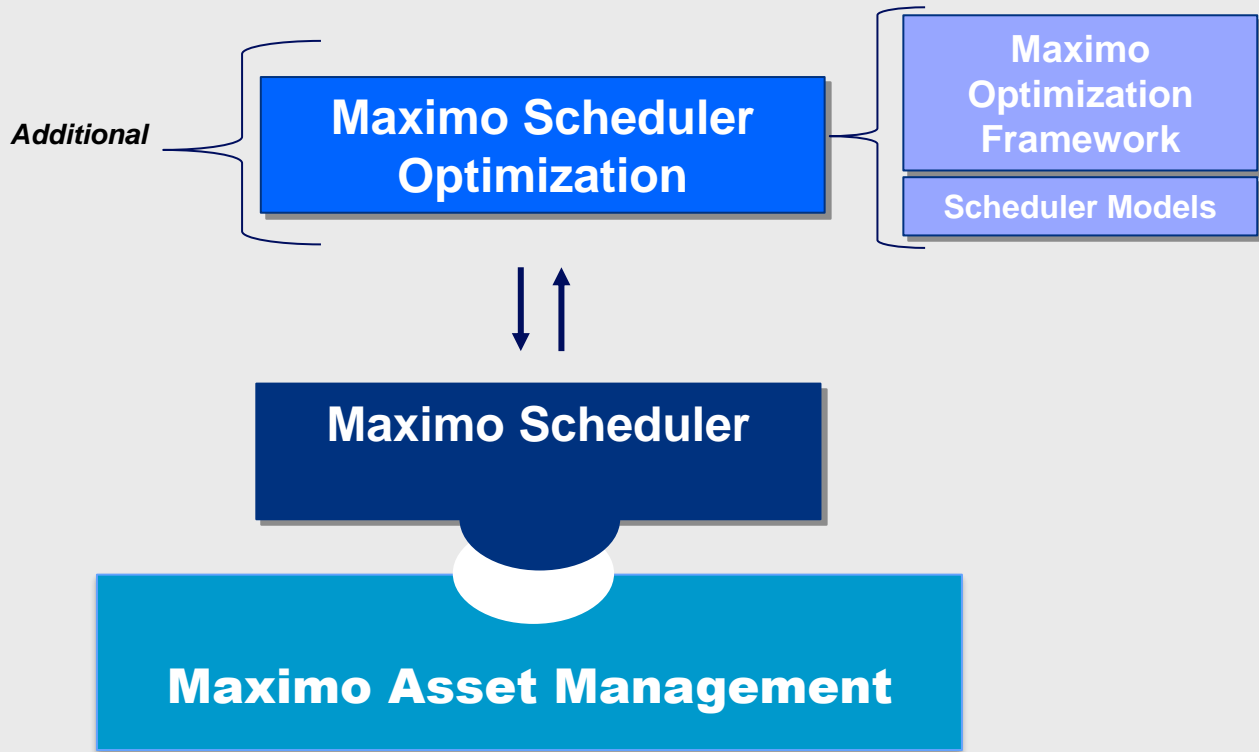 Additional
Maximo Scheduler
Optimization
Maximo
Optimization
Framework
Scheduler Models
Maximo Scheduler
Maximo Asset Management